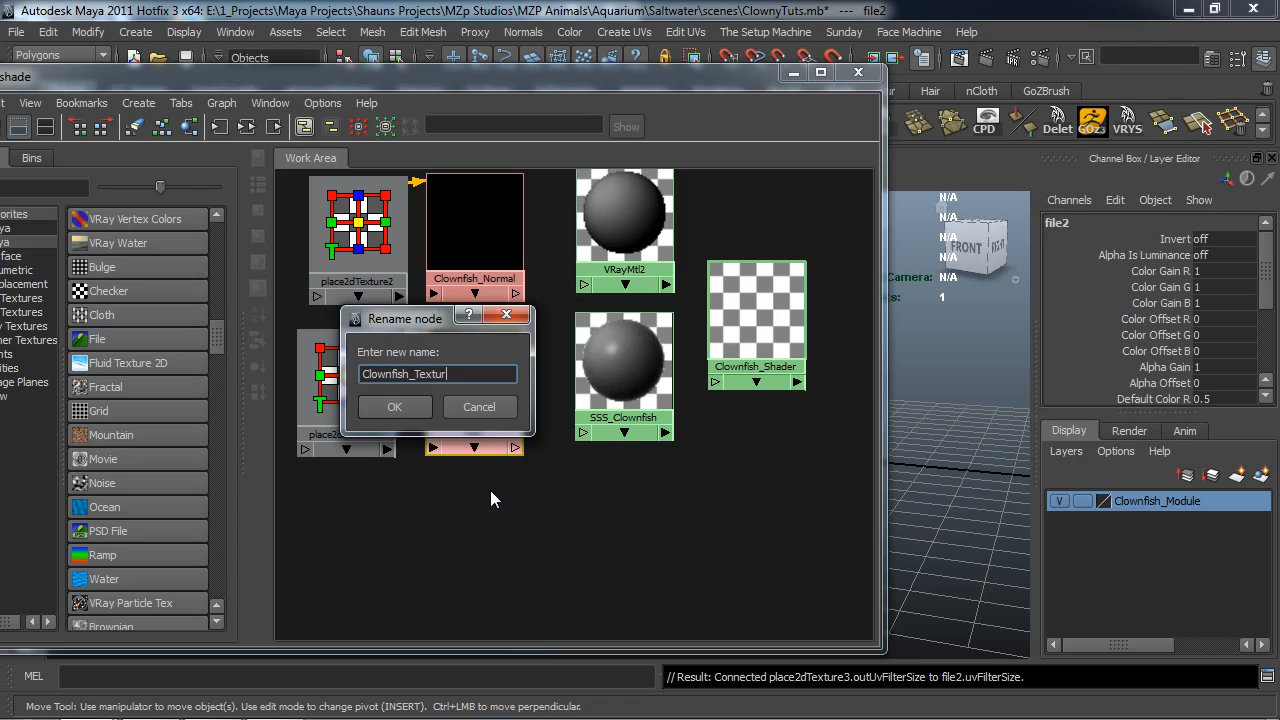 Autodesk Maya 2011 Hotfix 3 x64: E:\1_Projects\Maya Projects\Shauns Projects\MZp Studios\MZP Animals\Aquarium\Saltwater\scenes\ClownyTuts.mb* --- file2
File Edit Modify Create Display Window Assets Select Mesh Edit Mesh Proxy Normals Color Create UVs Edit UVs The Setup Machine Sunday Face Machine Help
Polygons
Objects
shade
View Bookmarks Create Tabs Graph Window Options Help
Show
Hair nCloth GoZBrush
CPD Delet GOZ3 VRYS
Bins
Work Area
Channel Box / Layer Editor
Channels Edit Object Show
file2
Invert off
Alpha Is Luminance off
Color Gain R 1
Color Gain G 1
Color Gain B 1
Color Offset R 0
Color Offset G 0
Color Offset B 0
Alpha Gain 1
Alpha Offset 0
Default Color R 0.5
N/A
N/A
N/A
Camera: N/A
N/A
s: 1
FRONT
VRay Vertex Colors
VRay Water
Bulge
Checker
Cloth
File
Fluid Texture 2D
Fractal
Grid
Mountain
Movie
Noise
Ocean
PSD File
Ramp
Water
VRay Particle Tex
Brownian
place2dTexture2
Clownfish_Normal
VRayMtl2
Clownfish_Shader
SSS_Clownfish
place2d
Rename node
Enter new name:
Clownfish_Textur
OK Cancel
Display Render Anim
Layers Options Help
V Clownfish_Module
MEL
// Result: Connected place2dTexture3.outUvFilterSize to file2.uvFilterSize.
Move Tool: Use manipulator to move object(s). Use edit mode to change pivot (INSERT). Ctrl+LMB to move perpendicular.